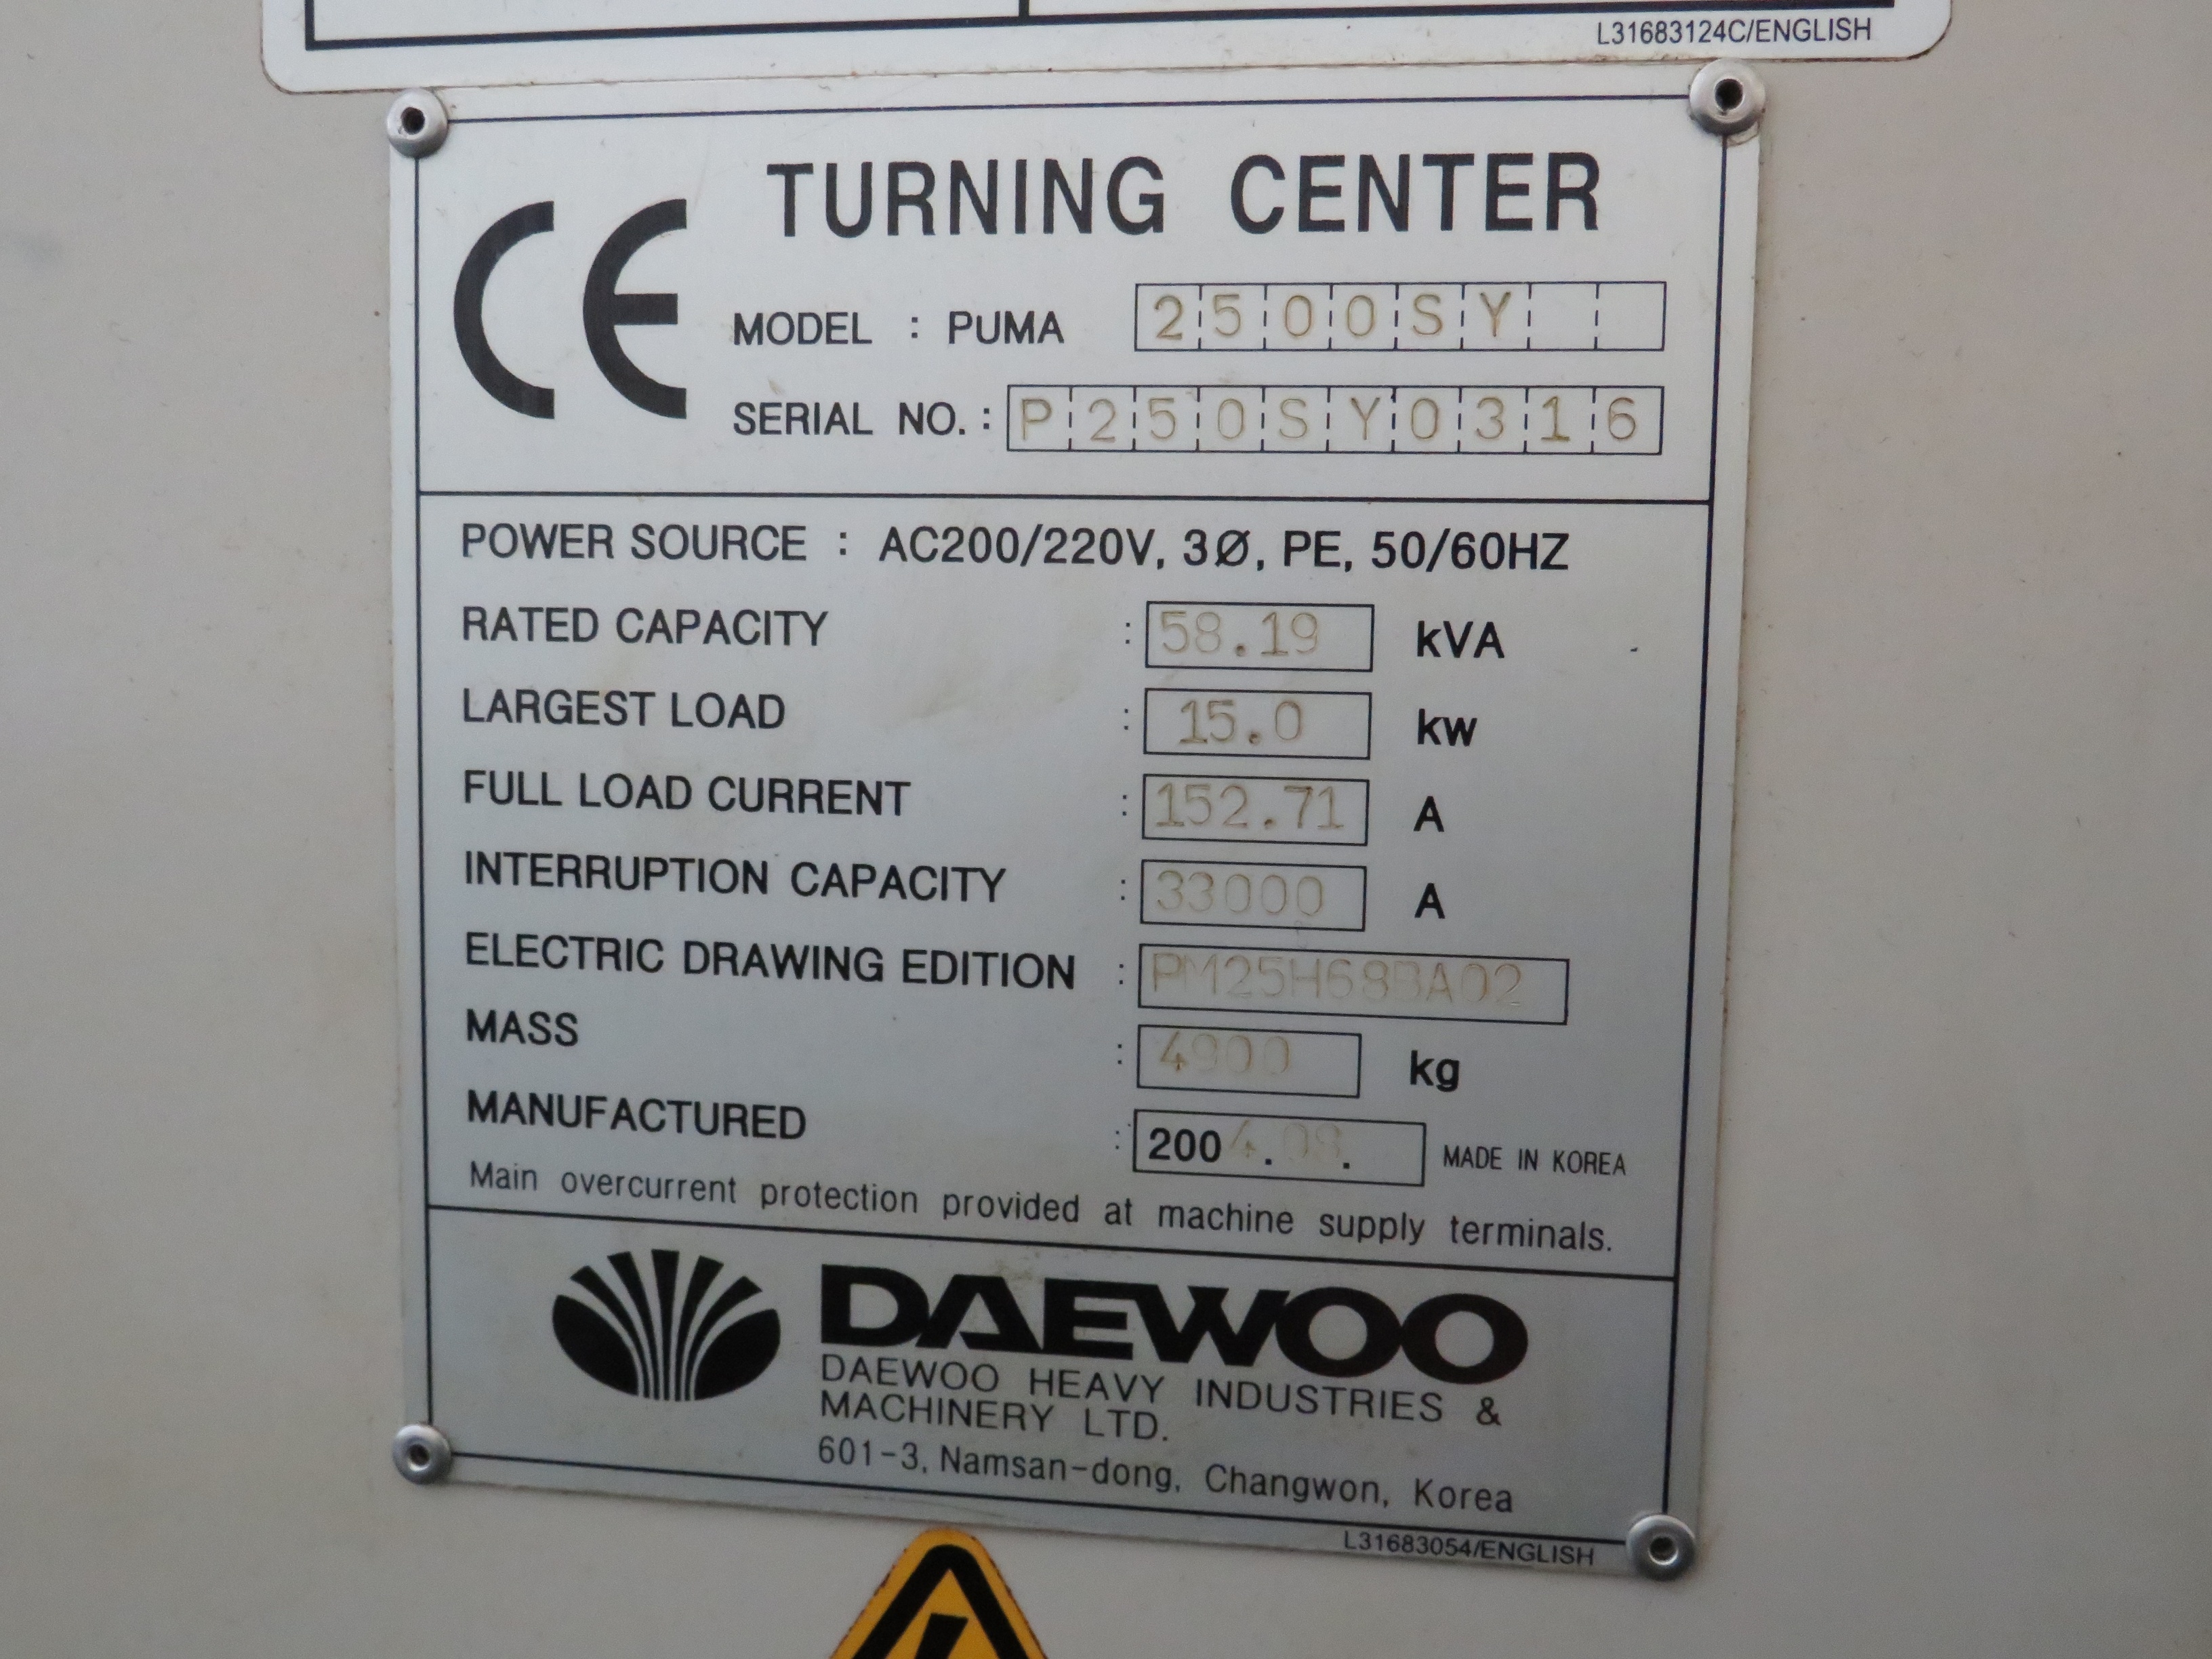 L31683124C/ENGLISH
CE TURNING CENTER
MODEL : PUMA 2500SY
SERIAL NO. : P250SY0316
POWER SOURCE : AC200/220V, 3Ø, PE, 50/60HZ
RATED CAPACITY : 58.19 kVA
LARGEST LOAD : 15.0 kw
FULL LOAD CURRENT : 152.71 A
INTERRUPTION CAPACITY : 33000 A
ELECTRIC DRAWING EDITION : PM25H68BA02
MASS : 4900 kg
MANUFACTURED : 2004.08. MADE IN KOREA
Main overcurrent protection provided at machine supply terminals.
DAEWOO
DAEWOO HEAVY INDUSTRIES &
MACHINERY LTD.
601-3, Namsan-dong, Changwon, Korea
L31683054/ENGLISH